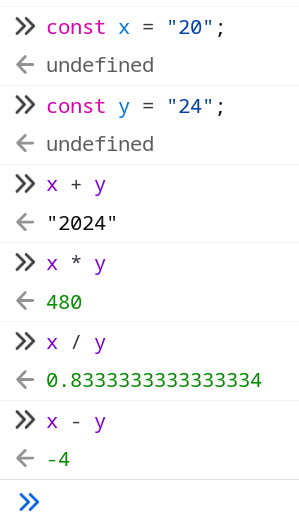 const x = "20";
undefined
const y = "24";
undefined
x + y
"2024"
x * y
480
x / y
0.8333333333333334
x - y
-4